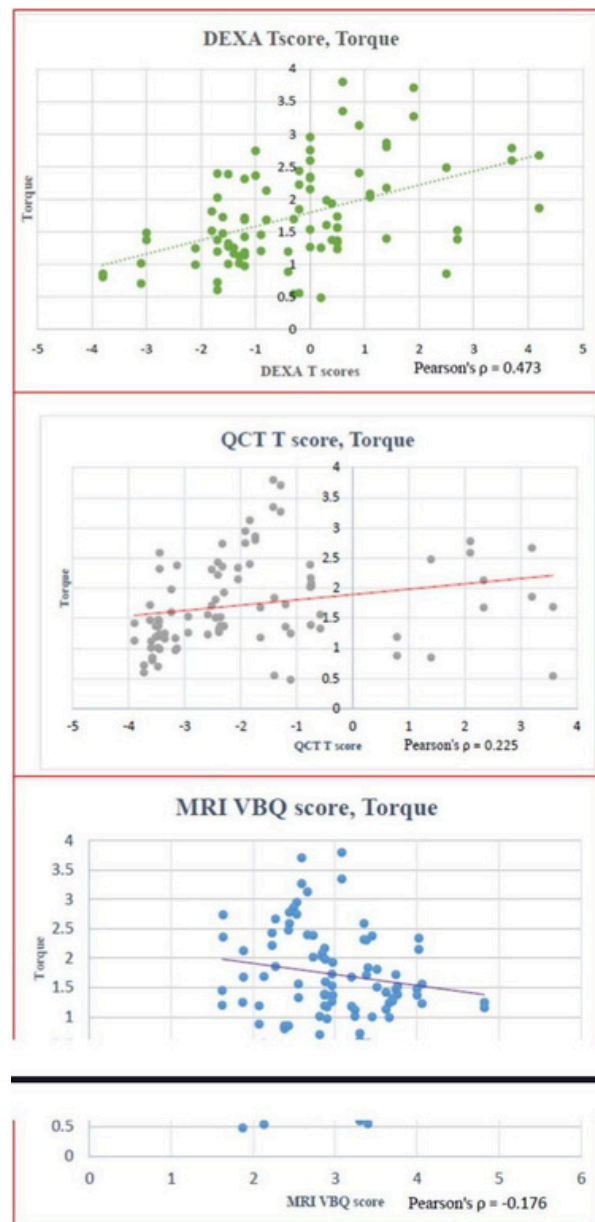 DEXA Tscore, Torque
4
3.5
3
2.5
2
1.5
1
0.5
0
Torque
-5 -4 -3 -2 -1 0 1 2 3 4 5
DEXA T scores
Pearson's ρ = 0.473
QCT T score, Torque
4
3.5
3
2.5
2
1.5
1
0.5
0
Torque
-5 -4 -3 -2 -1 0 1 2 3 4
QCT T score
Pearson's ρ = 0.225
MRI VBQ score, Torque
4
3.5
3
2.5
2
1.5
1
Torque
0.5
0
0 1 2 3 4 5 6
MRI VBQ score
Pearson's ρ = -0.176